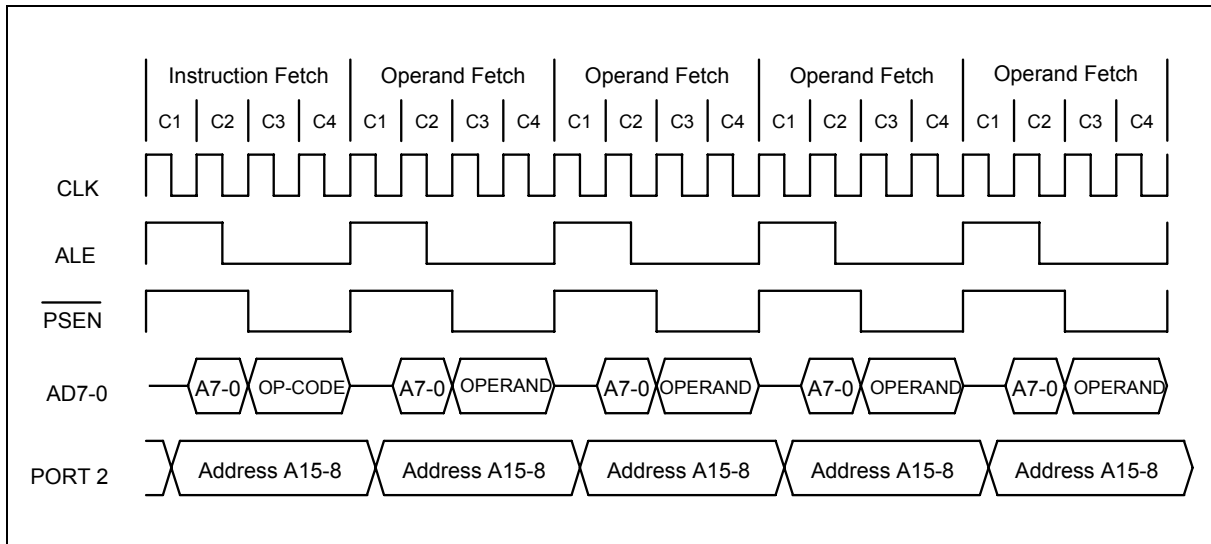 Instruction Fetch Operand Fetch Operand Fetch Operand Fetch Operand Fetch
C1 C2 C3 C4 C1 C2 C3 C4 C1 C2 C3 C4 C1 C2 C3 C4 C1 C2 C3 C4
CLK
ALE
PSEN
AD7-0 A7-0 OP-CODE A7-0 OPERAND A7-0 OPERAND A7-0 OPERAND A7-0 OPERAND
PORT 2 Address A15-8 Address A15-8 Address A15-8 Address A15-8 Address A15-8